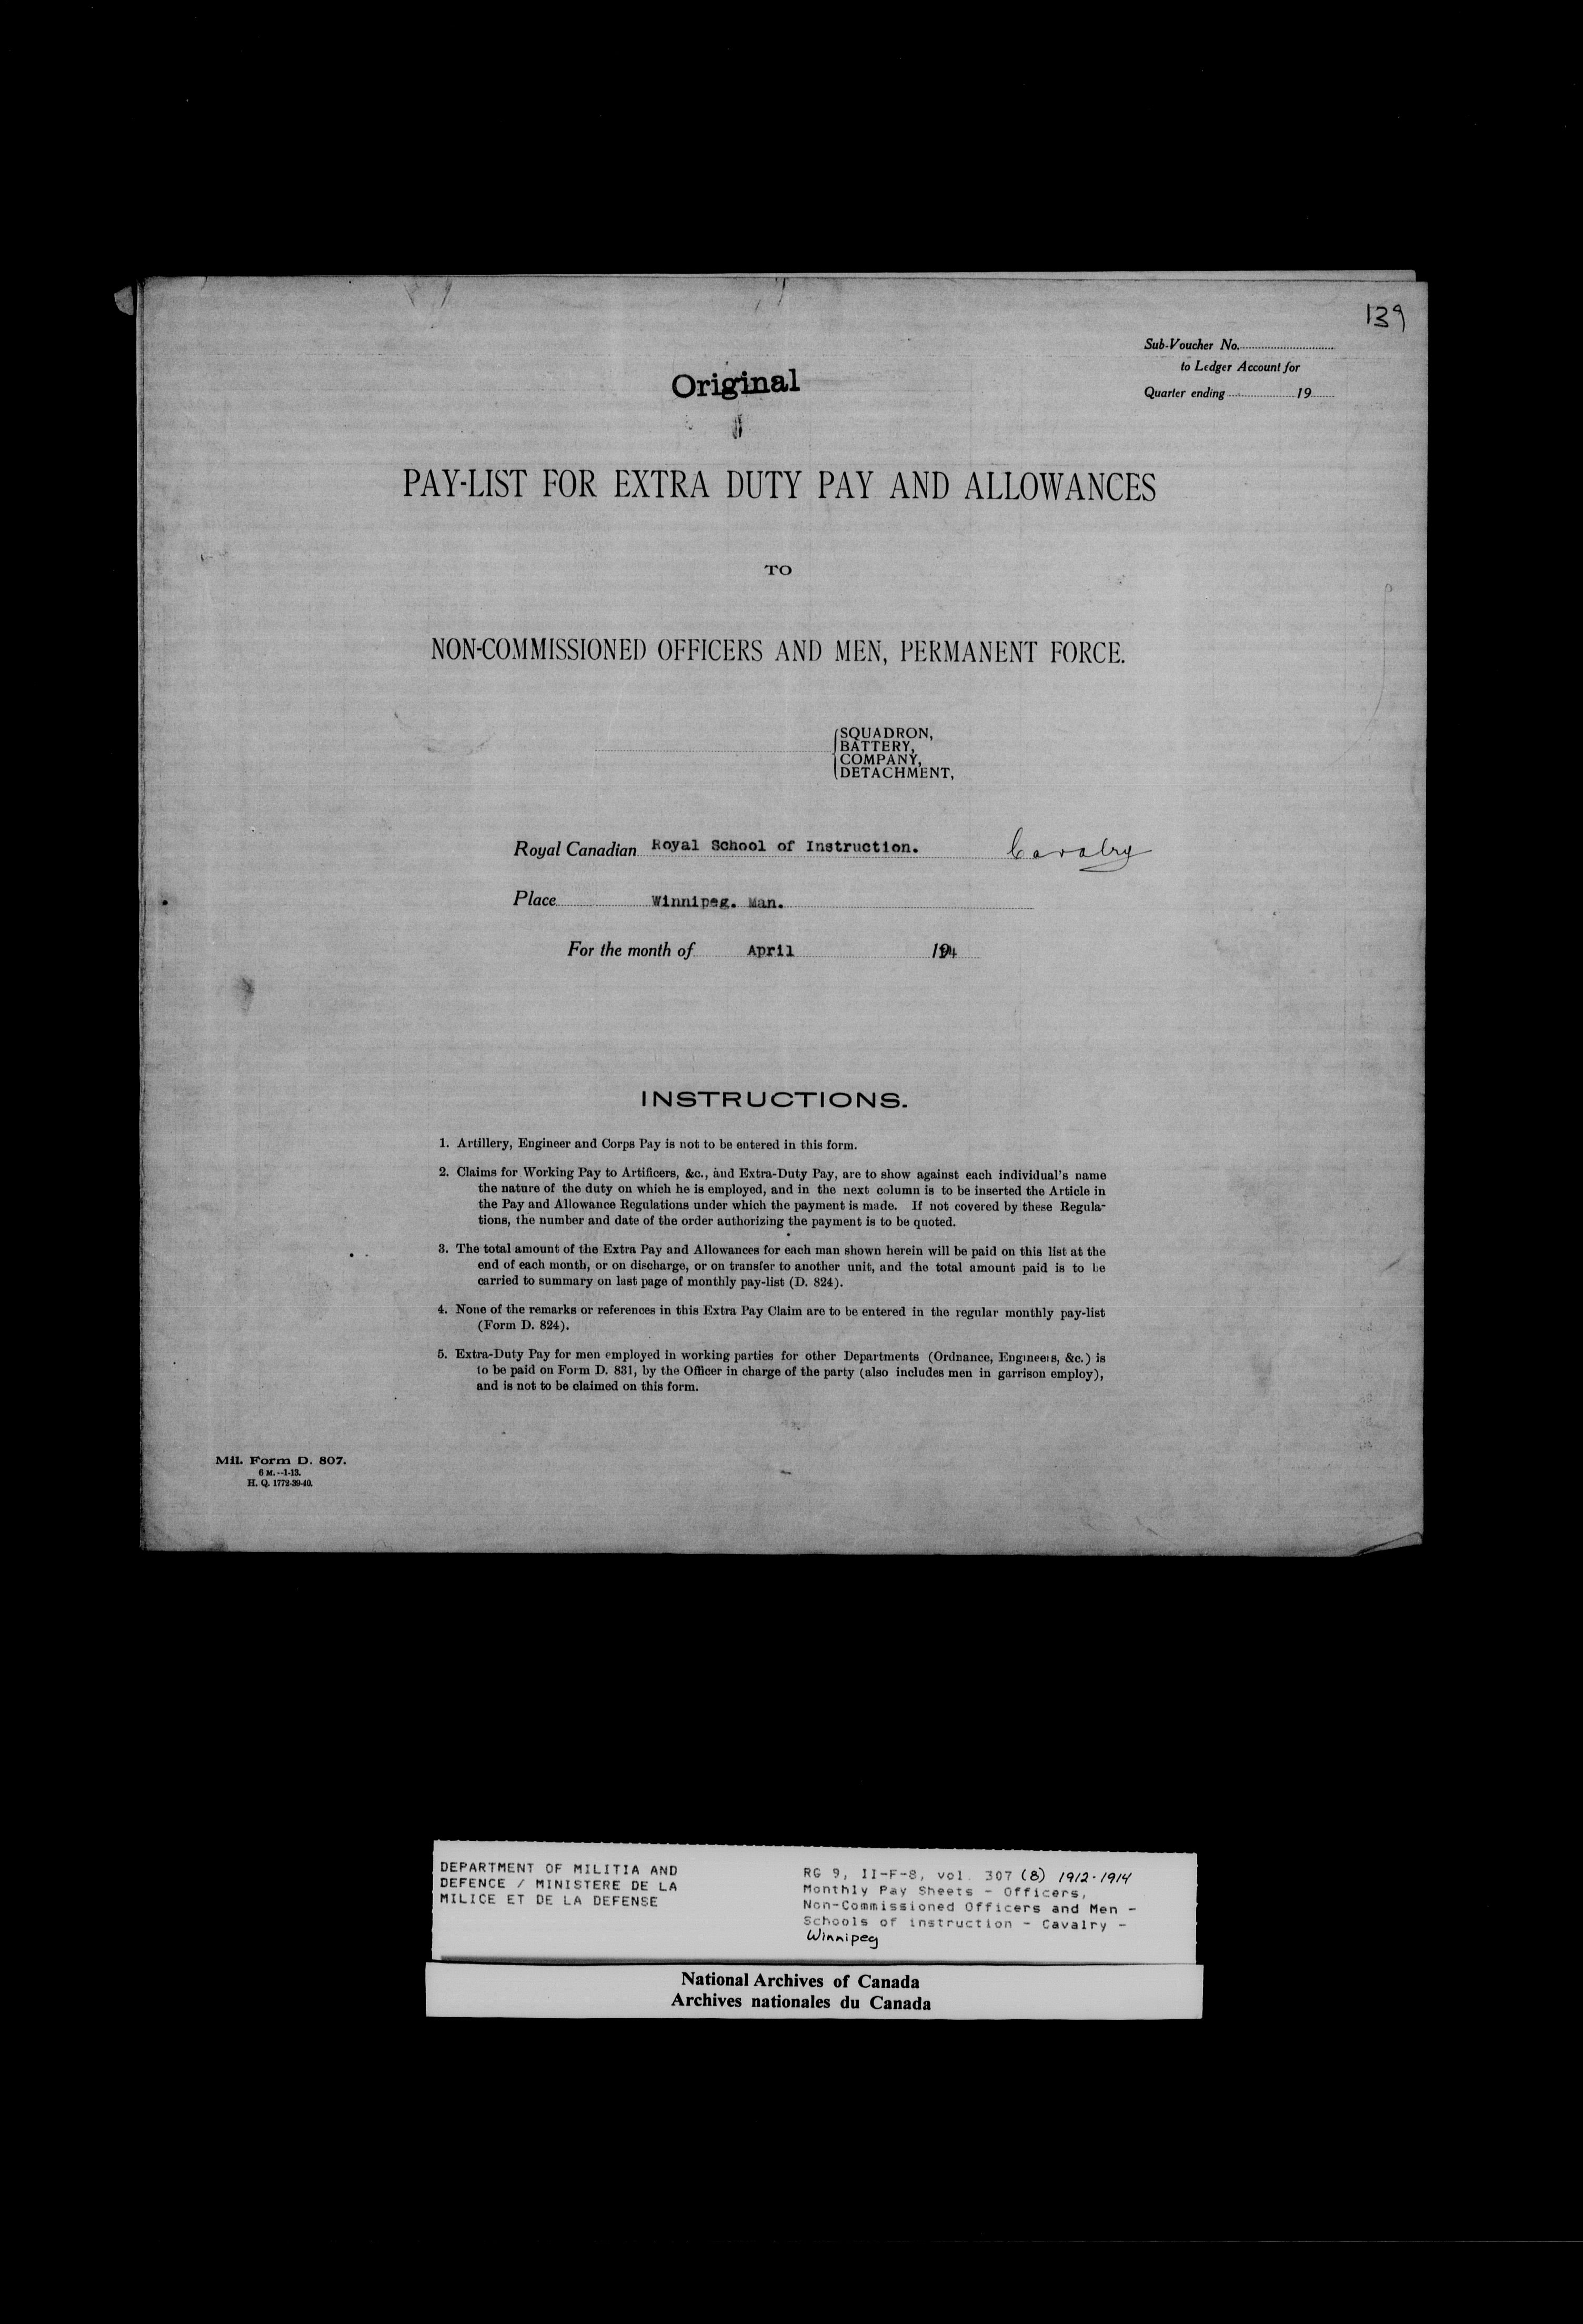 139
Sub-Voucher No.
to Ledger Account for
Quarter ending 19
Original
PAY-LIST FOR EXTRA DUTY PAY AND ALLOWANCES
TO
NON-COMMISSIONED OFFICERS AND MEN, PERMANENT FORCE.
SQUADRON,
BATTERY,
COMPANY,
DETACHMENT,
Royal Canadian Royal School of Instruction. Cavalry
Place Winnipeg. Man.
For the month of April 194
INSTRUCTIONS.
1. Artillery, Engineer and Corps Pay is not to be entered in this form.
2. Claims for Working Pay to Artificers, &c., and Extra-Duty Pay, are to show against each individual's name
the nature of the duty on which he is employed, and in the next column is to be inserted the Article in
the Pay and Allowance Regulations under which the payment is made. If not covered by these Regula-
tions, the number and date of the order authorizing the payment is to be quoted.
3. The total amount of the Extra Pay and Allowances for each man shown herein will be paid on this list at the
end of each month, or on discharge, or on transfer to another unit, and the total amount paid is to be
carried to summary on last page of monthly pay-list (D. 824).
4. None of the remarks or references in this Extra Pay Claim are to be entered in the regular monthly pay-list
(Form D. 824).
5. Extra-Duty Pay for men employed in working parties for other Departments (Ordnance, Engineers, &c.) is
to be paid on Form D. 831, by the Officer in charge of the party (also includes men in garrison employ),
and is not to be claimed on this form.
Mil. Form D. 807.
6 M.--1-13.
H. Q. 1772-39-40.
DEPARTMENT OF MILITIA AND
DEFENCE / MINISTERE DE LA
MILICE ET DE LA DEFENSE
RG 9, II-F-8, vol. 307 (8) 1912-1914
Monthly Pay Sheets - Officers,
Non-Commissioned Officers and Men -
Schools of instruction - Cavalry -
Winnipeg
National Archives of Canada
Archives nationales du Canada